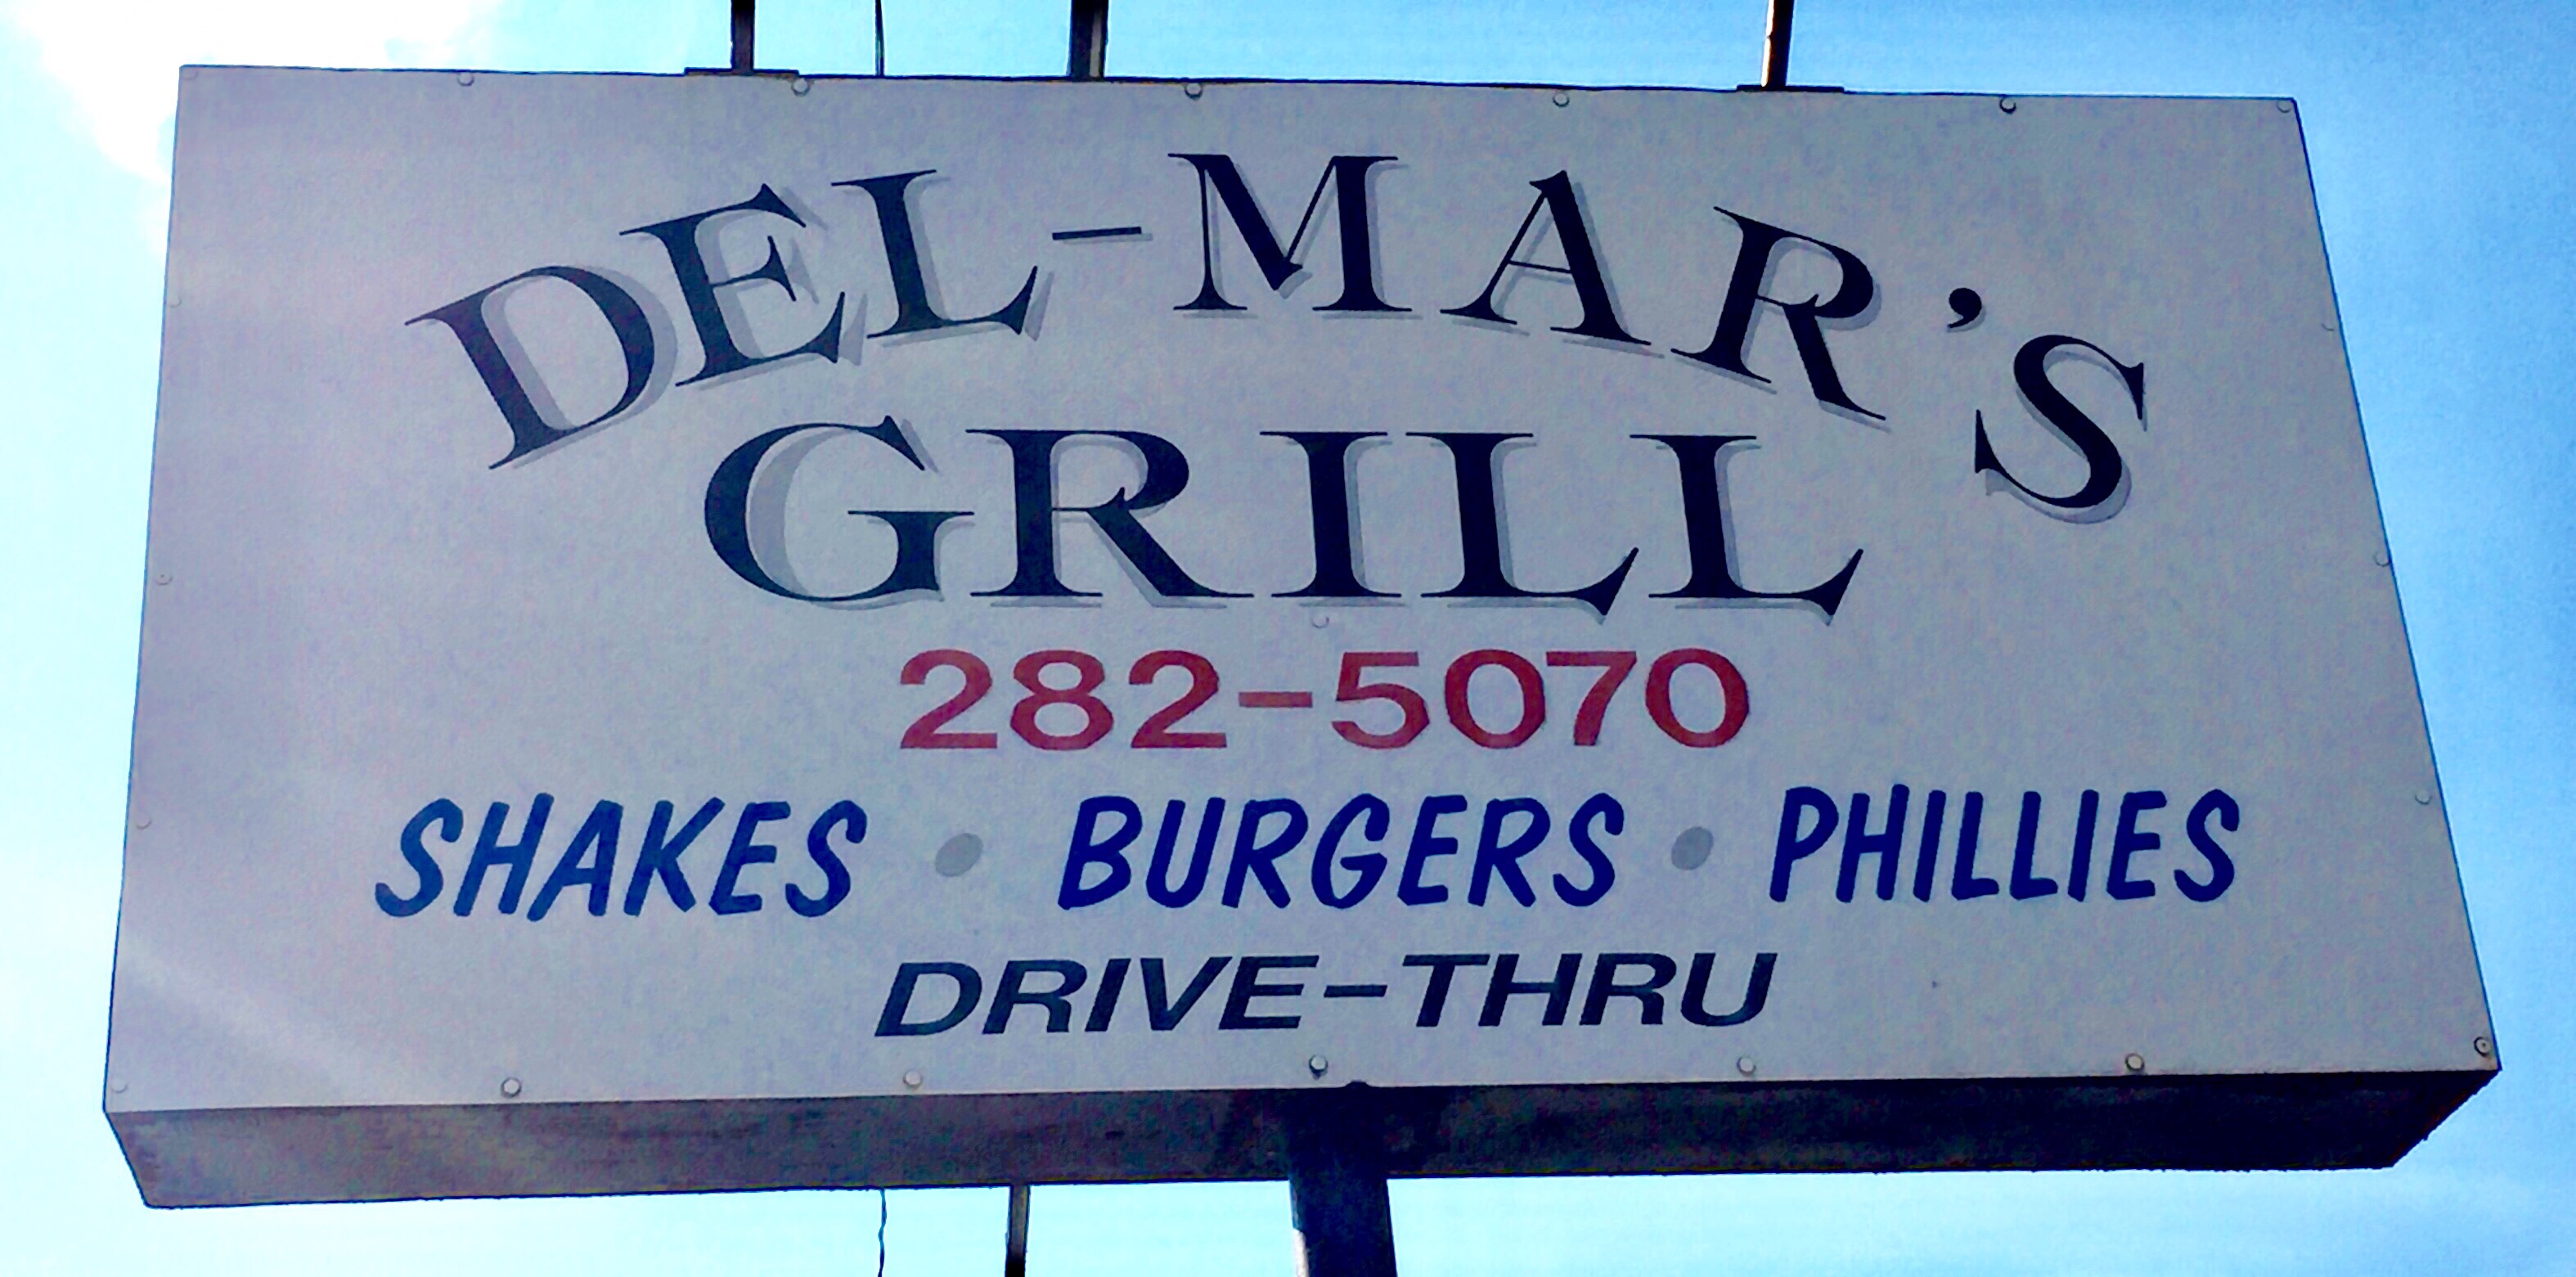 DEL-MAR'S
GRILL
282-5070
SHAKES • BURGERS • PHILLIES
DRIVE-THRU